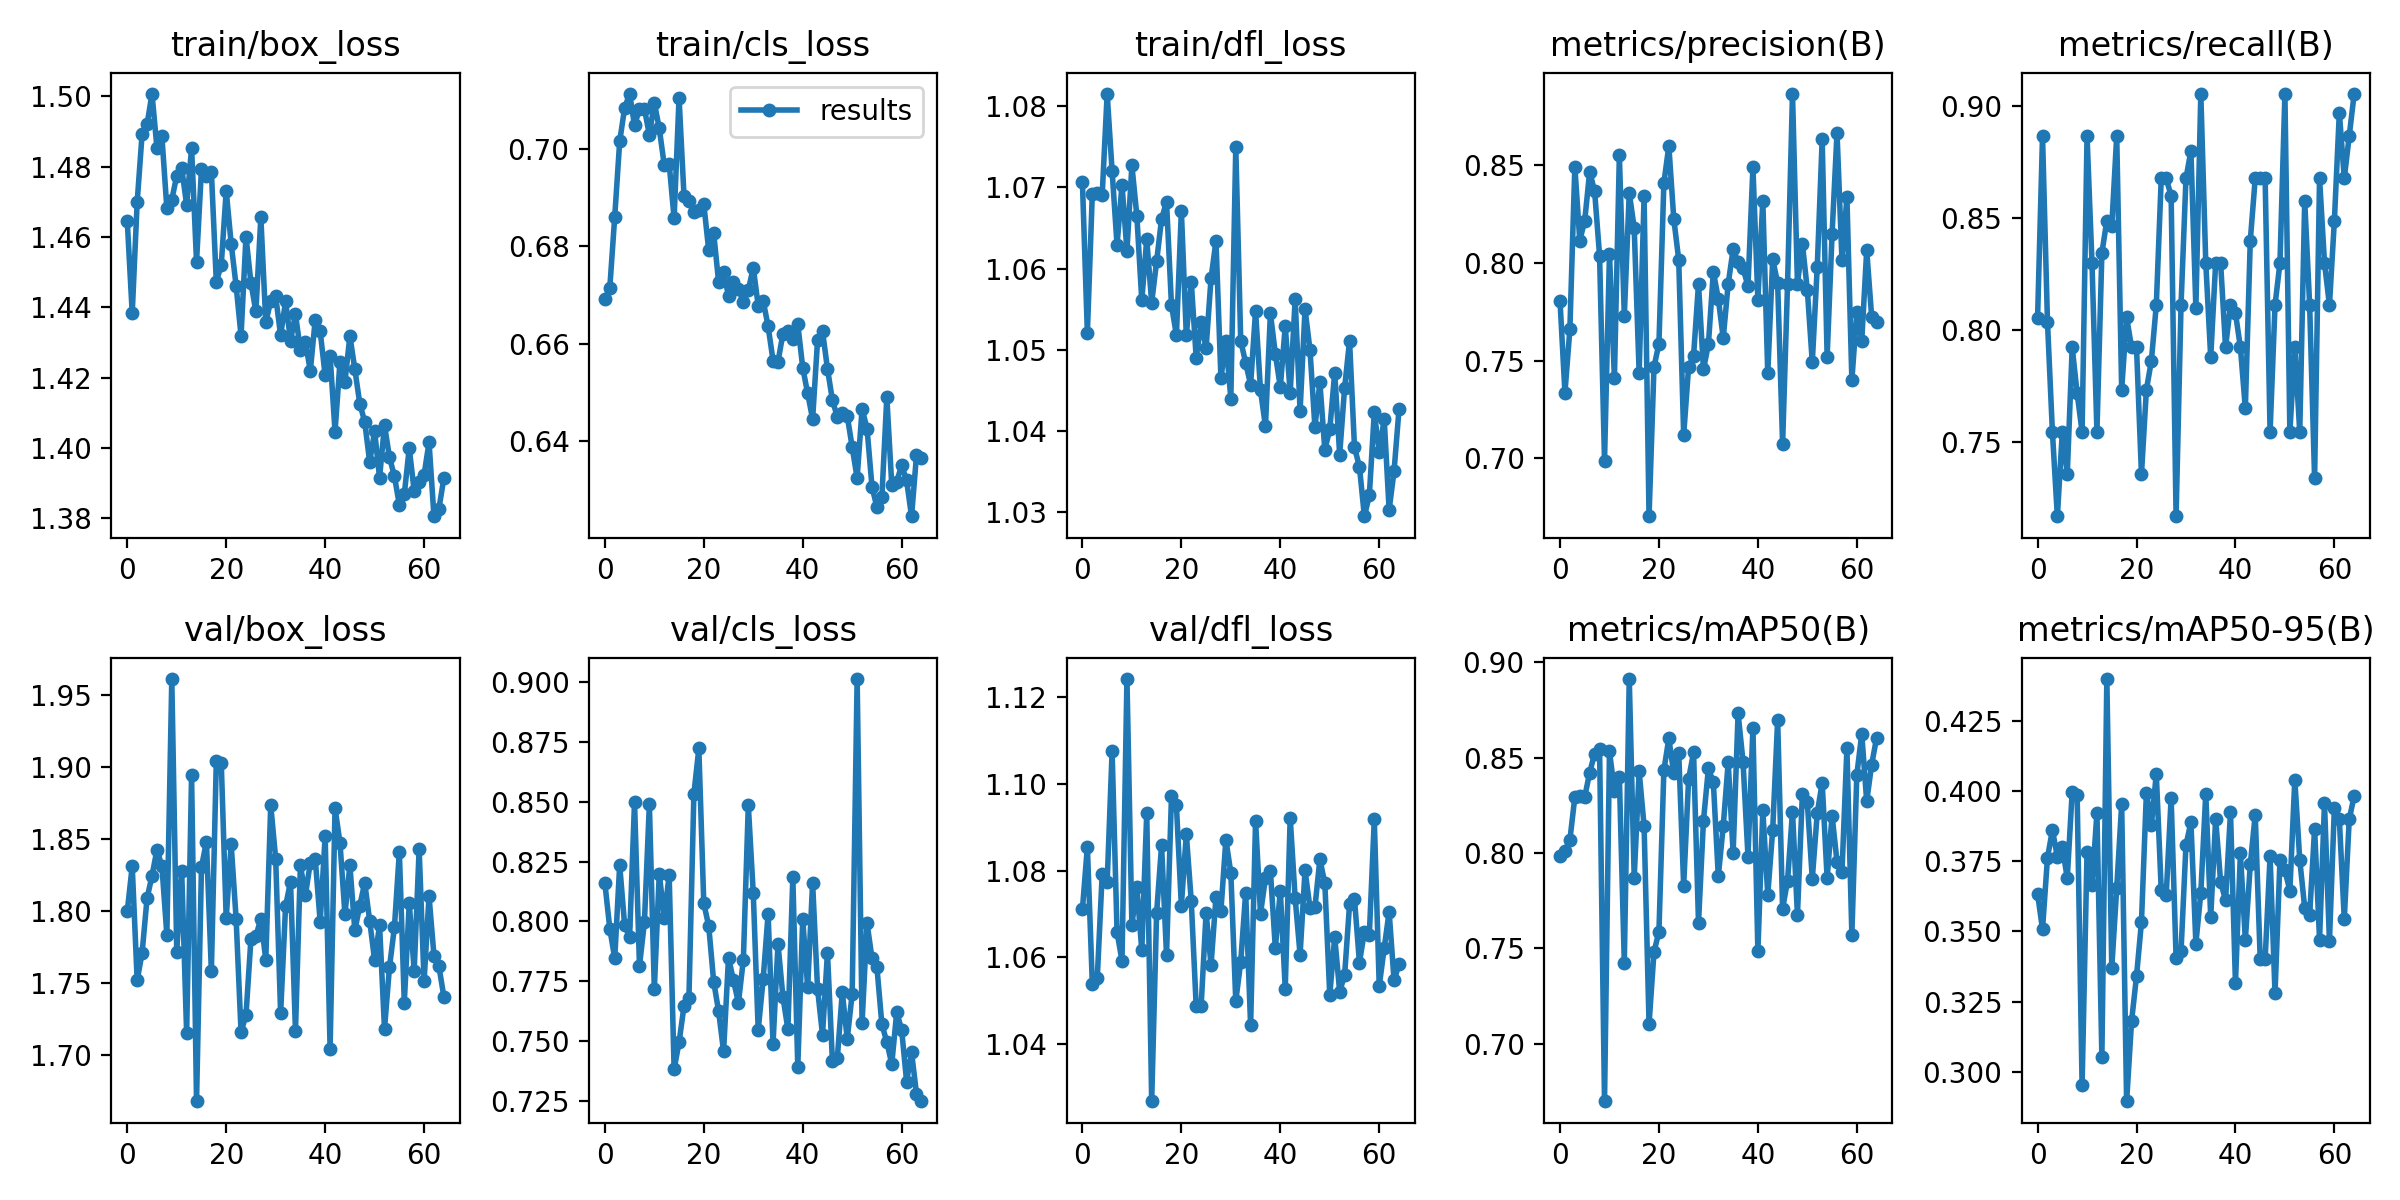 train/box_loss
train/cls_loss
train/dfl_loss
metrics/precision(B)
metrics/recall(B)
1.50
1.48
1.46
1.44
1.42
1.40
1.38
0 20 40 60
results
0.70
0.68
0.66
0.64
0 20 40 60
1.08
1.07
1.06
1.05
1.04
1.03
0 20 40 60
0.85
0.80
0.75
0.70
0 20 40 60
0.90
0.85
0.80
0.75
0 20 40 60
val/box_loss
val/cls_loss
val/dfl_loss
metrics/mAP50(B)
metrics/mAP50-95(B)
1.95
1.90
1.85
1.80
1.75
1.70
0 20 40 60
0.900
0.875
0.850
0.825
0.800
0.775
0.750
0.725
0 20 40 60
1.12
1.10
1.08
1.06
1.04
0 20 40 60
0.90
0.85
0.80
0.75
0.70
0 20 40 60
0.425
0.400
0.375
0.350
0.325
0.300
0 20 40 60